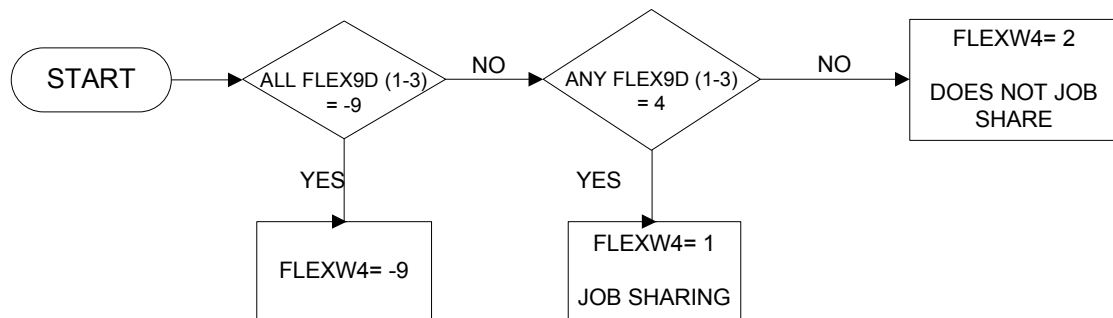 START
ALL FLEX9D (1-3)
= -9
NO
ANY FLEX9D (1-3)
= 4
NO
FLEXW4= 2
DOES NOT JOB
SHARE
YES
YES
FLEXW4= -9
FLEXW4= 1
JOB SHARING